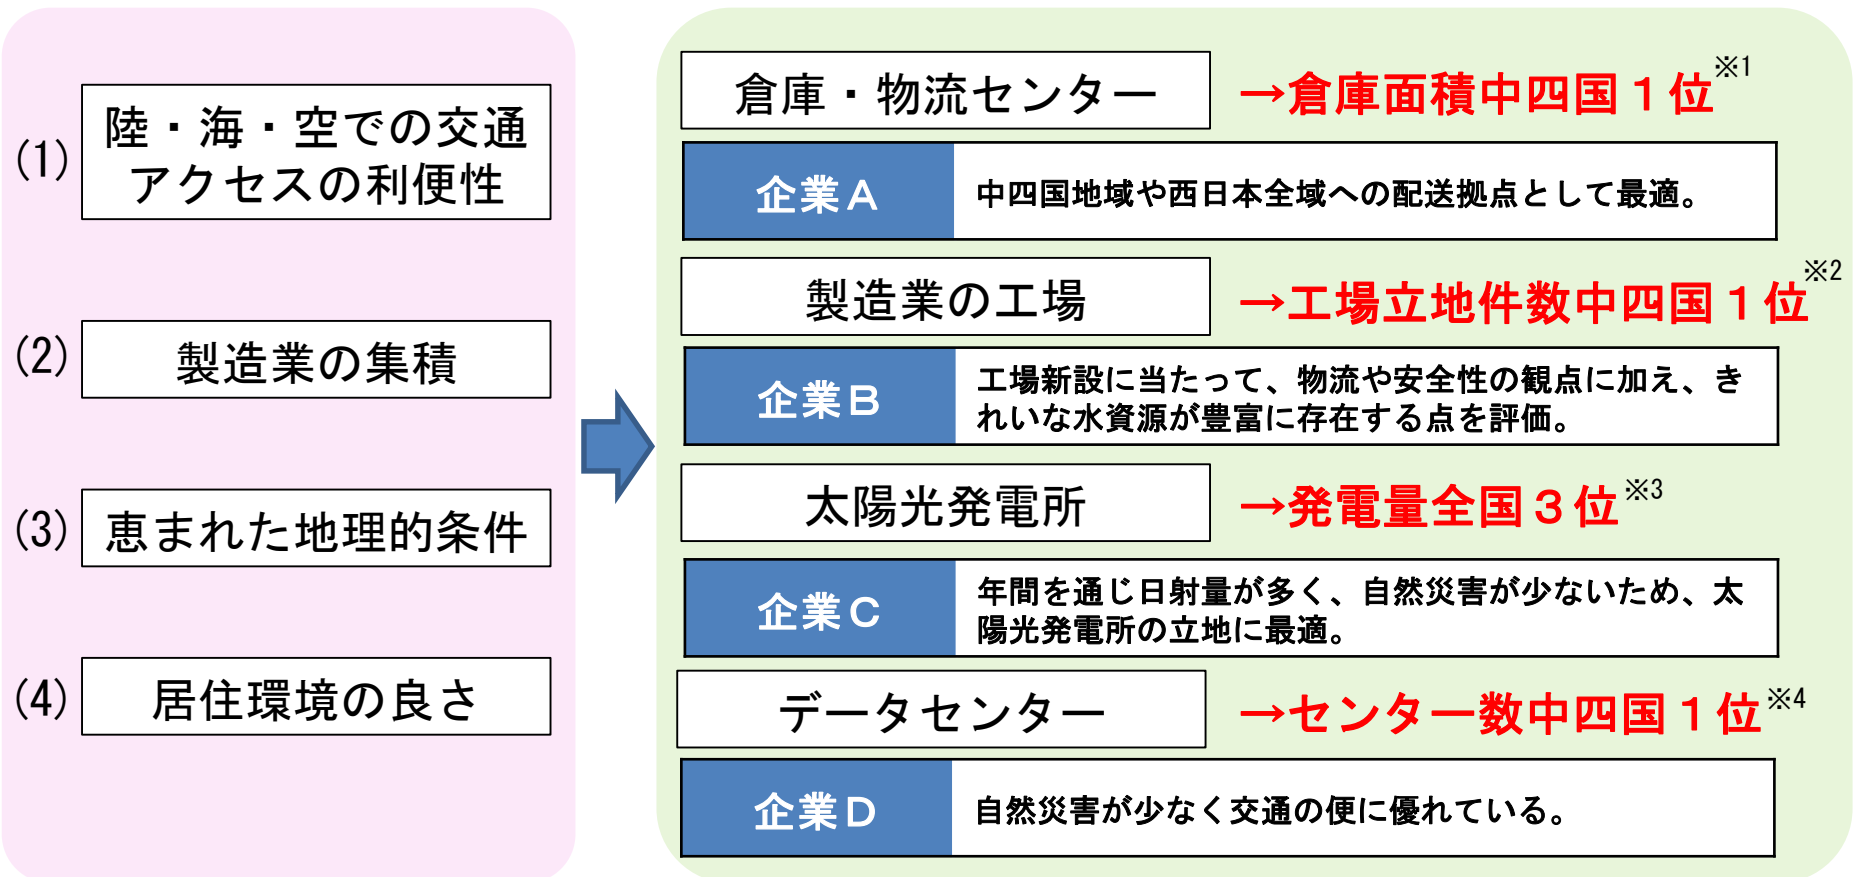 (1)
陸・海・空での交通
アクセスの利便性
(2)
製造業の集積
(3)
恵まれた地理的条件
(4)
居住環境の良さ
倉庫・物流センター
→倉庫面積中四国１位※1
企業Ａ
中四国地域や西日本全域への配送拠点として最適。
製造業の工場
→工場立地件数中四国１位※2
企業Ｂ
工場新設に当たって、物流や安全性の観点に加え、き
れいな水資源が豊富に存在する点を評価。
太陽光発電所
→発電量全国３位※3
企業Ｃ
年間を通じ日射量が多く、自然災害が少ないため、太
陽光発電所の立地に最適。
データセンター
→センター数中四国１位※4
企業Ｄ
自然災害が少なく交通の便に優れている。